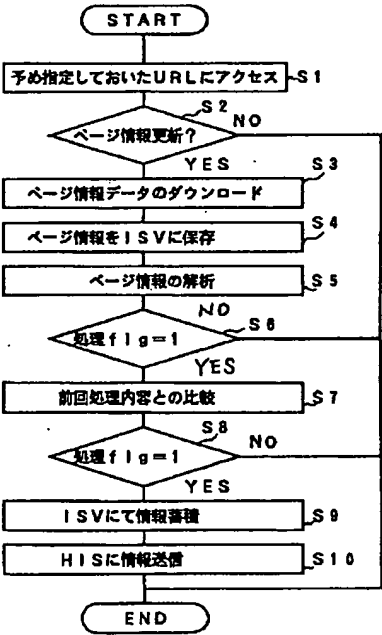 START
予め指定しておいたURLにアクセス S1
S2
ページ情報更新? NO
YES
S3
ページ情報データのダウンロード
S4
ページ情報をISVに保存
ページ情報の解析 S5
NO
処理flg=1 S6
YES
前回処理内容との比較 S7
S8
処理flg=1 NO
YES
ISVにて情報蓄積 S9
HISに情報送信 S10
END